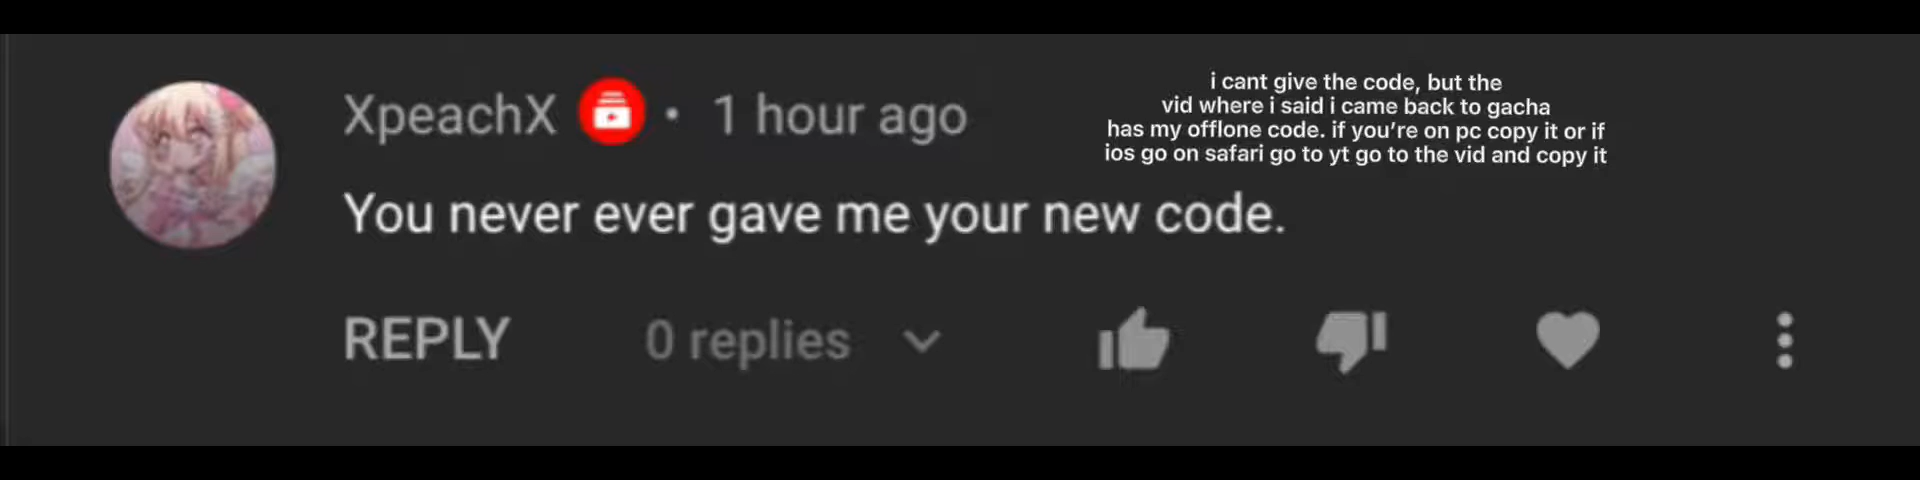 XpeachX • 1 hour ago
i cant give the code, but the
vid where i said i came back to gacha
has my offlone code. if you’re on pc copy it or if
ios go on safari go to yt go to the vid and copy it
You never ever gave me your new code.
REPLY 0 replies